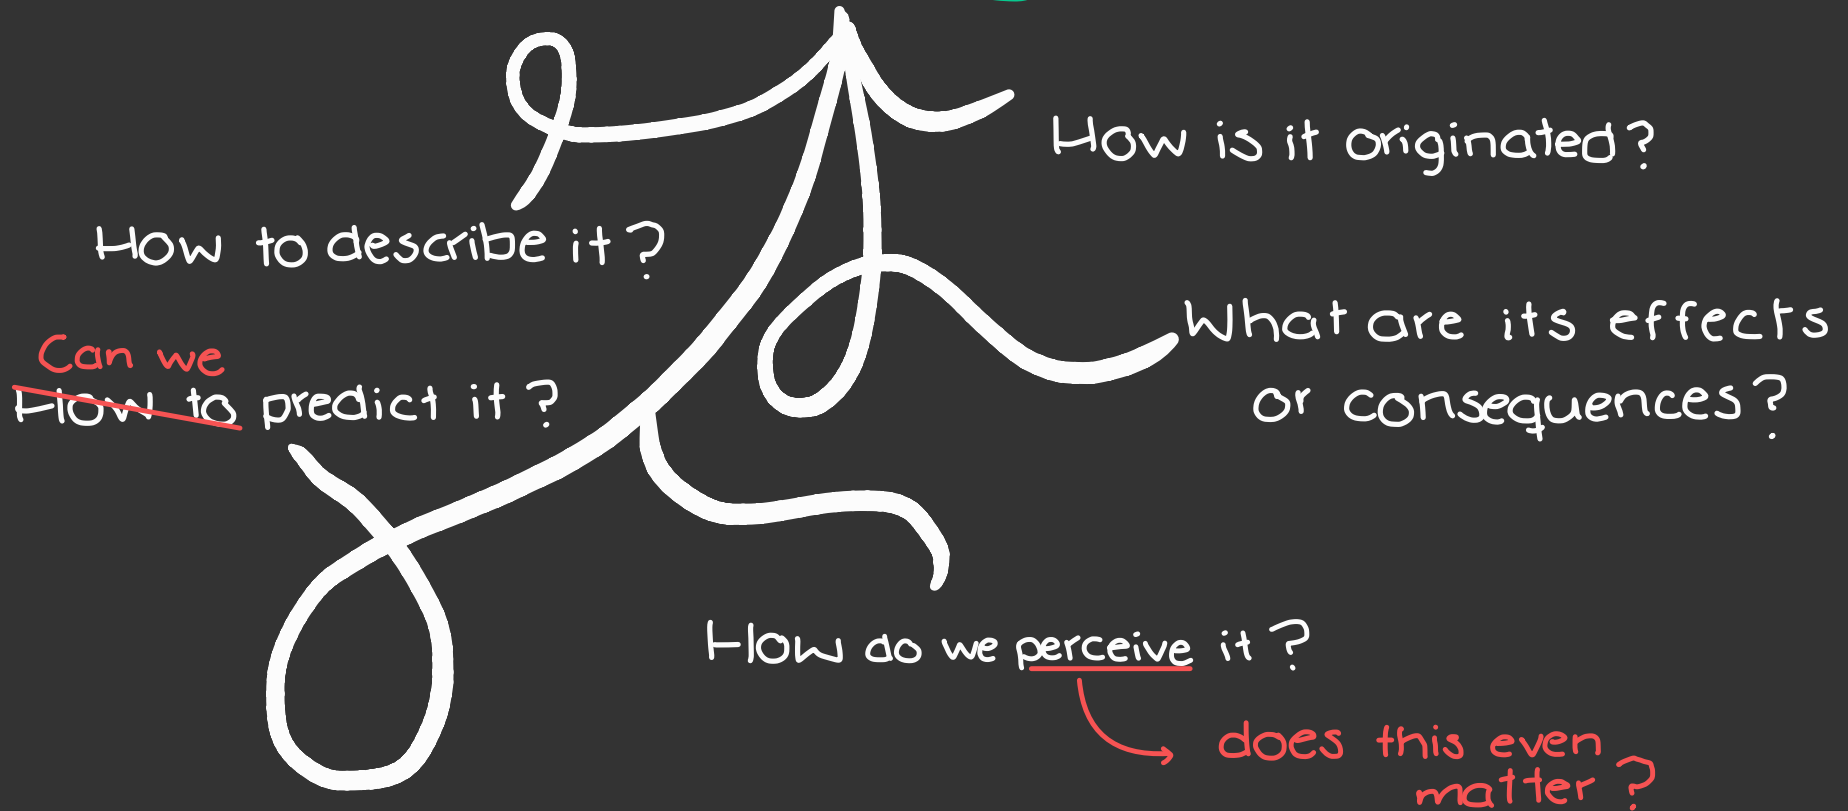 How is it originated?
How to describe it?
What are its effects
or consequences?
Can we
How to predict it?
How do we perceive it?
does this even
matter?